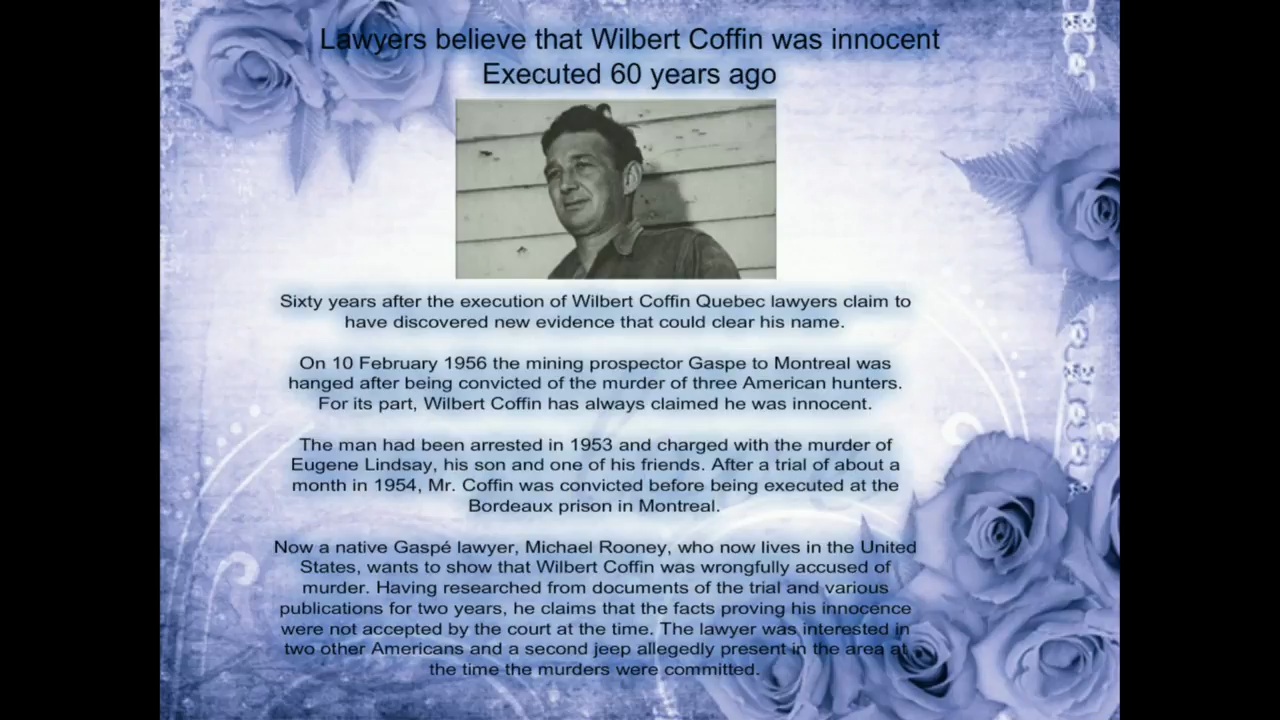 Lawyers believe that Wilbert Coffin was innocent
Executed 60 years ago
Sixty years after the execution of Wilbert Coffin Quebec lawyers claim to
have discovered new evidence that could clear his name.
On 10 February 1956 the mining prospector Gaspe to Montreal was
hanged after being convicted of the murder of three American hunters.
For its part, Wilbert Coffin has always claimed he was innocent.
The man had been arrested in 1953 and charged with the murder of
Eugene Lindsay, his son and one of his friends. After a trial of about a
month in 1954, Mr. Coffin was convicted before being executed at the
Bordeaux prison in Montreal.
Now a native Gaspé lawyer, Michael Rooney, who now lives in the United
States, wants to show that Wilbert Coffin was wrongfully accused of
murder. Having researched from documents of the trial and various
publications for two years, he claims that the facts proving his innocence
were not accepted by the court at the time. The lawyer was interested in
two other Americans and a second jeep allegedly present in the area at
the time the murders were committed.